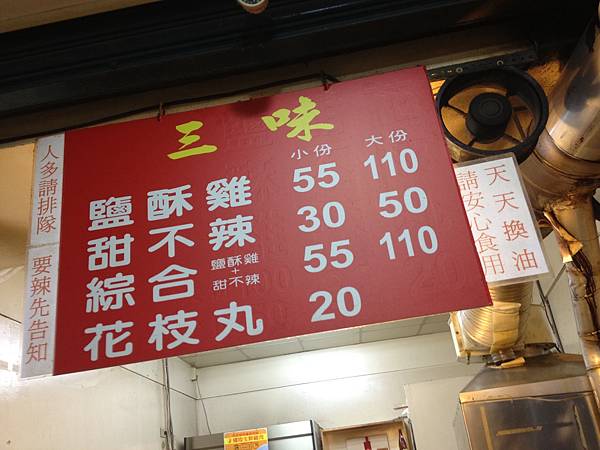 三味
小份 大份
鹽酥雞 55 110
甜不辣 30 50
綜合 鹽酥雞+甜不辣 55 110
花枝丸 20
人多請排隊
要辣先告知
天天換油
請安心食用